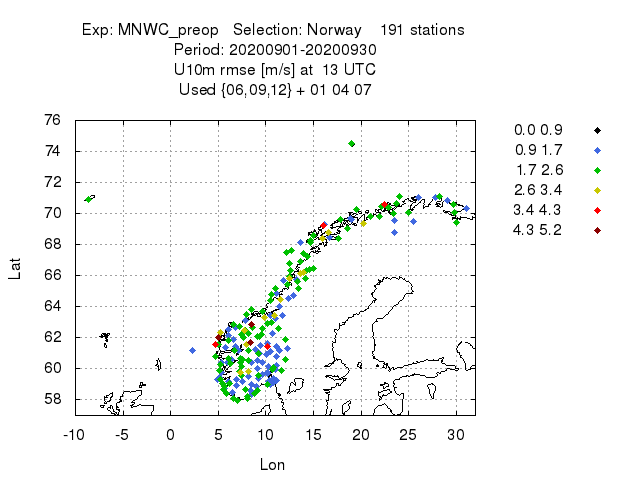 Exp: MNWC_preop   Selection: Norway    191 stations
Period: 20200901-20200930
U10m rmse [m/s] at  13 UTC
Used {06,09,12} + 01 04 07
76
74
72
70
68
66
64
62
60
58
Lat
-10 -5 0 5 10 15 20 25 30
Lon
0.0 0.9
0.9 1.7
1.7 2.6
2.6 3.4
3.4 4.3
4.3 5.2